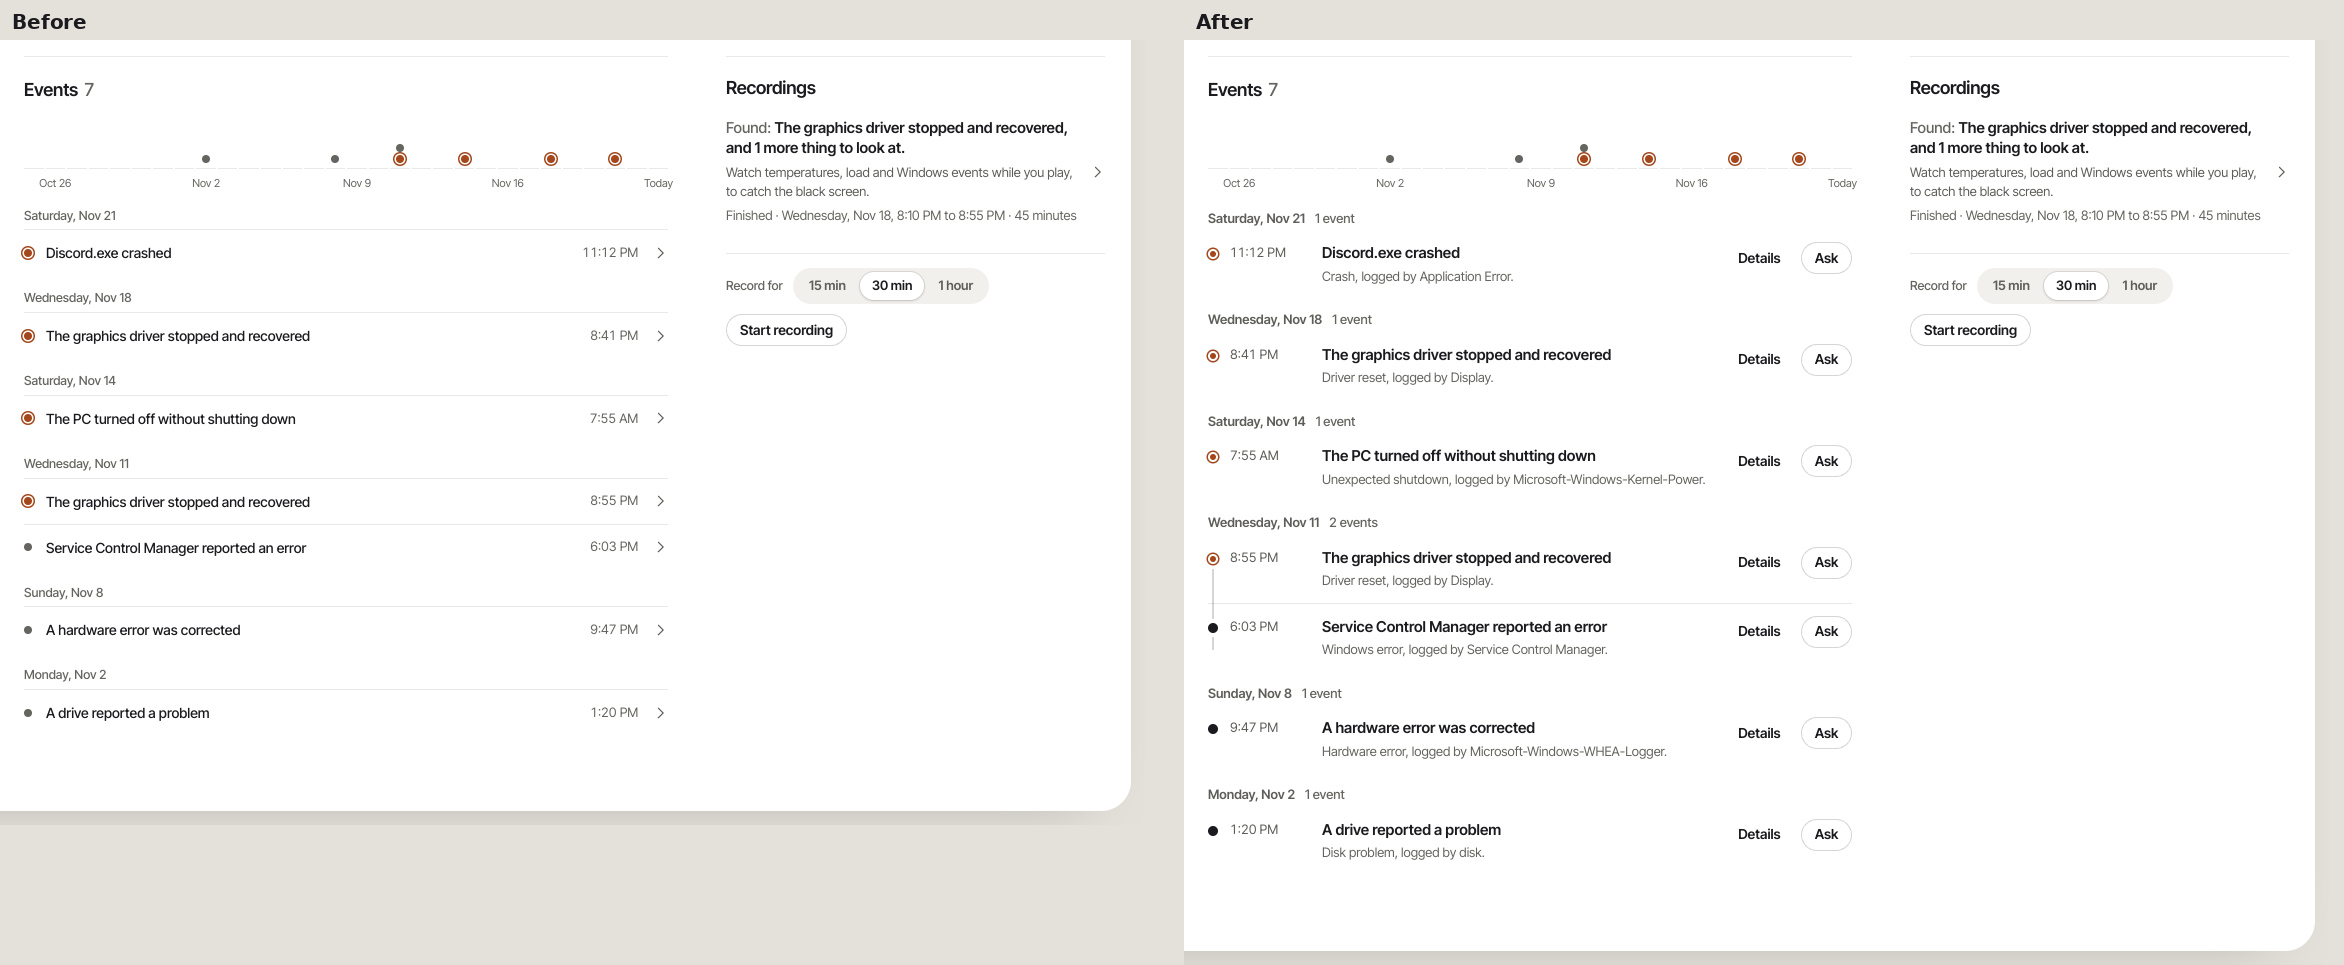 Before
Events 7
Oct 26
Nov 2
Nov 9
Nov 16
Today
Saturday, Nov 21
Discord.exe crashed
11:12 PM
Wednesday, Nov 18
The graphics driver stopped and recovered
8:41 PM
Saturday, Nov 14
The PC turned off without shutting down
7:55 AM
Wednesday, Nov 11
The graphics driver stopped and recovered
8:55 PM
Service Control Manager reported an error
6:03 PM
Sunday, Nov 8
A hardware error was corrected
9:47 PM
Monday, Nov 2
A drive reported a problem
1:20 PM
Recordings
Found: The graphics driver stopped and recovered,
and 1 more thing to look at.
Watch temperatures, load and Windows events while you play,
to catch the black screen.
Finished · Wednesday, Nov 18, 8:10 PM to 8:55 PM · 45 minutes
Record for
15 min
30 min
1 hour
Start recording
After
Events 7
Oct 26
Nov 2
Nov 9
Nov 16
Today
Saturday, Nov 21 1 event
11:12 PM
Discord.exe crashed
Crash, logged by Application Error.
Details
Ask
Wednesday, Nov 18 1 event
8:41 PM
The graphics driver stopped and recovered
Driver reset, logged by Display.
Details
Ask
Saturday, Nov 14 1 event
7:55 AM
The PC turned off without shutting down
Unexpected shutdown, logged by Microsoft-Windows-Kernel-Power.
Details
Ask
Wednesday, Nov 11 2 events
8:55 PM
The graphics driver stopped and recovered
Driver reset, logged by Display.
Details
Ask
6:03 PM
Service Control Manager reported an error
Windows error, logged by Service Control Manager.
Details
Ask
Sunday, Nov 8 1 event
9:47 PM
A hardware error was corrected
Hardware error, logged by Microsoft-Windows-WHEA-Logger.
Details
Ask
Monday, Nov 2 1 event
1:20 PM
A drive reported a problem
Disk problem, logged by disk.
Details
Ask
Recordings
Found: The graphics driver stopped and recovered,
and 1 more thing to look at.
Watch temperatures, load and Windows events while you play,
to catch the black screen.
Finished · Wednesday, Nov 18, 8:10 PM to 8:55 PM · 45 minutes
Record for
15 min
30 min
1 hour
Start recording